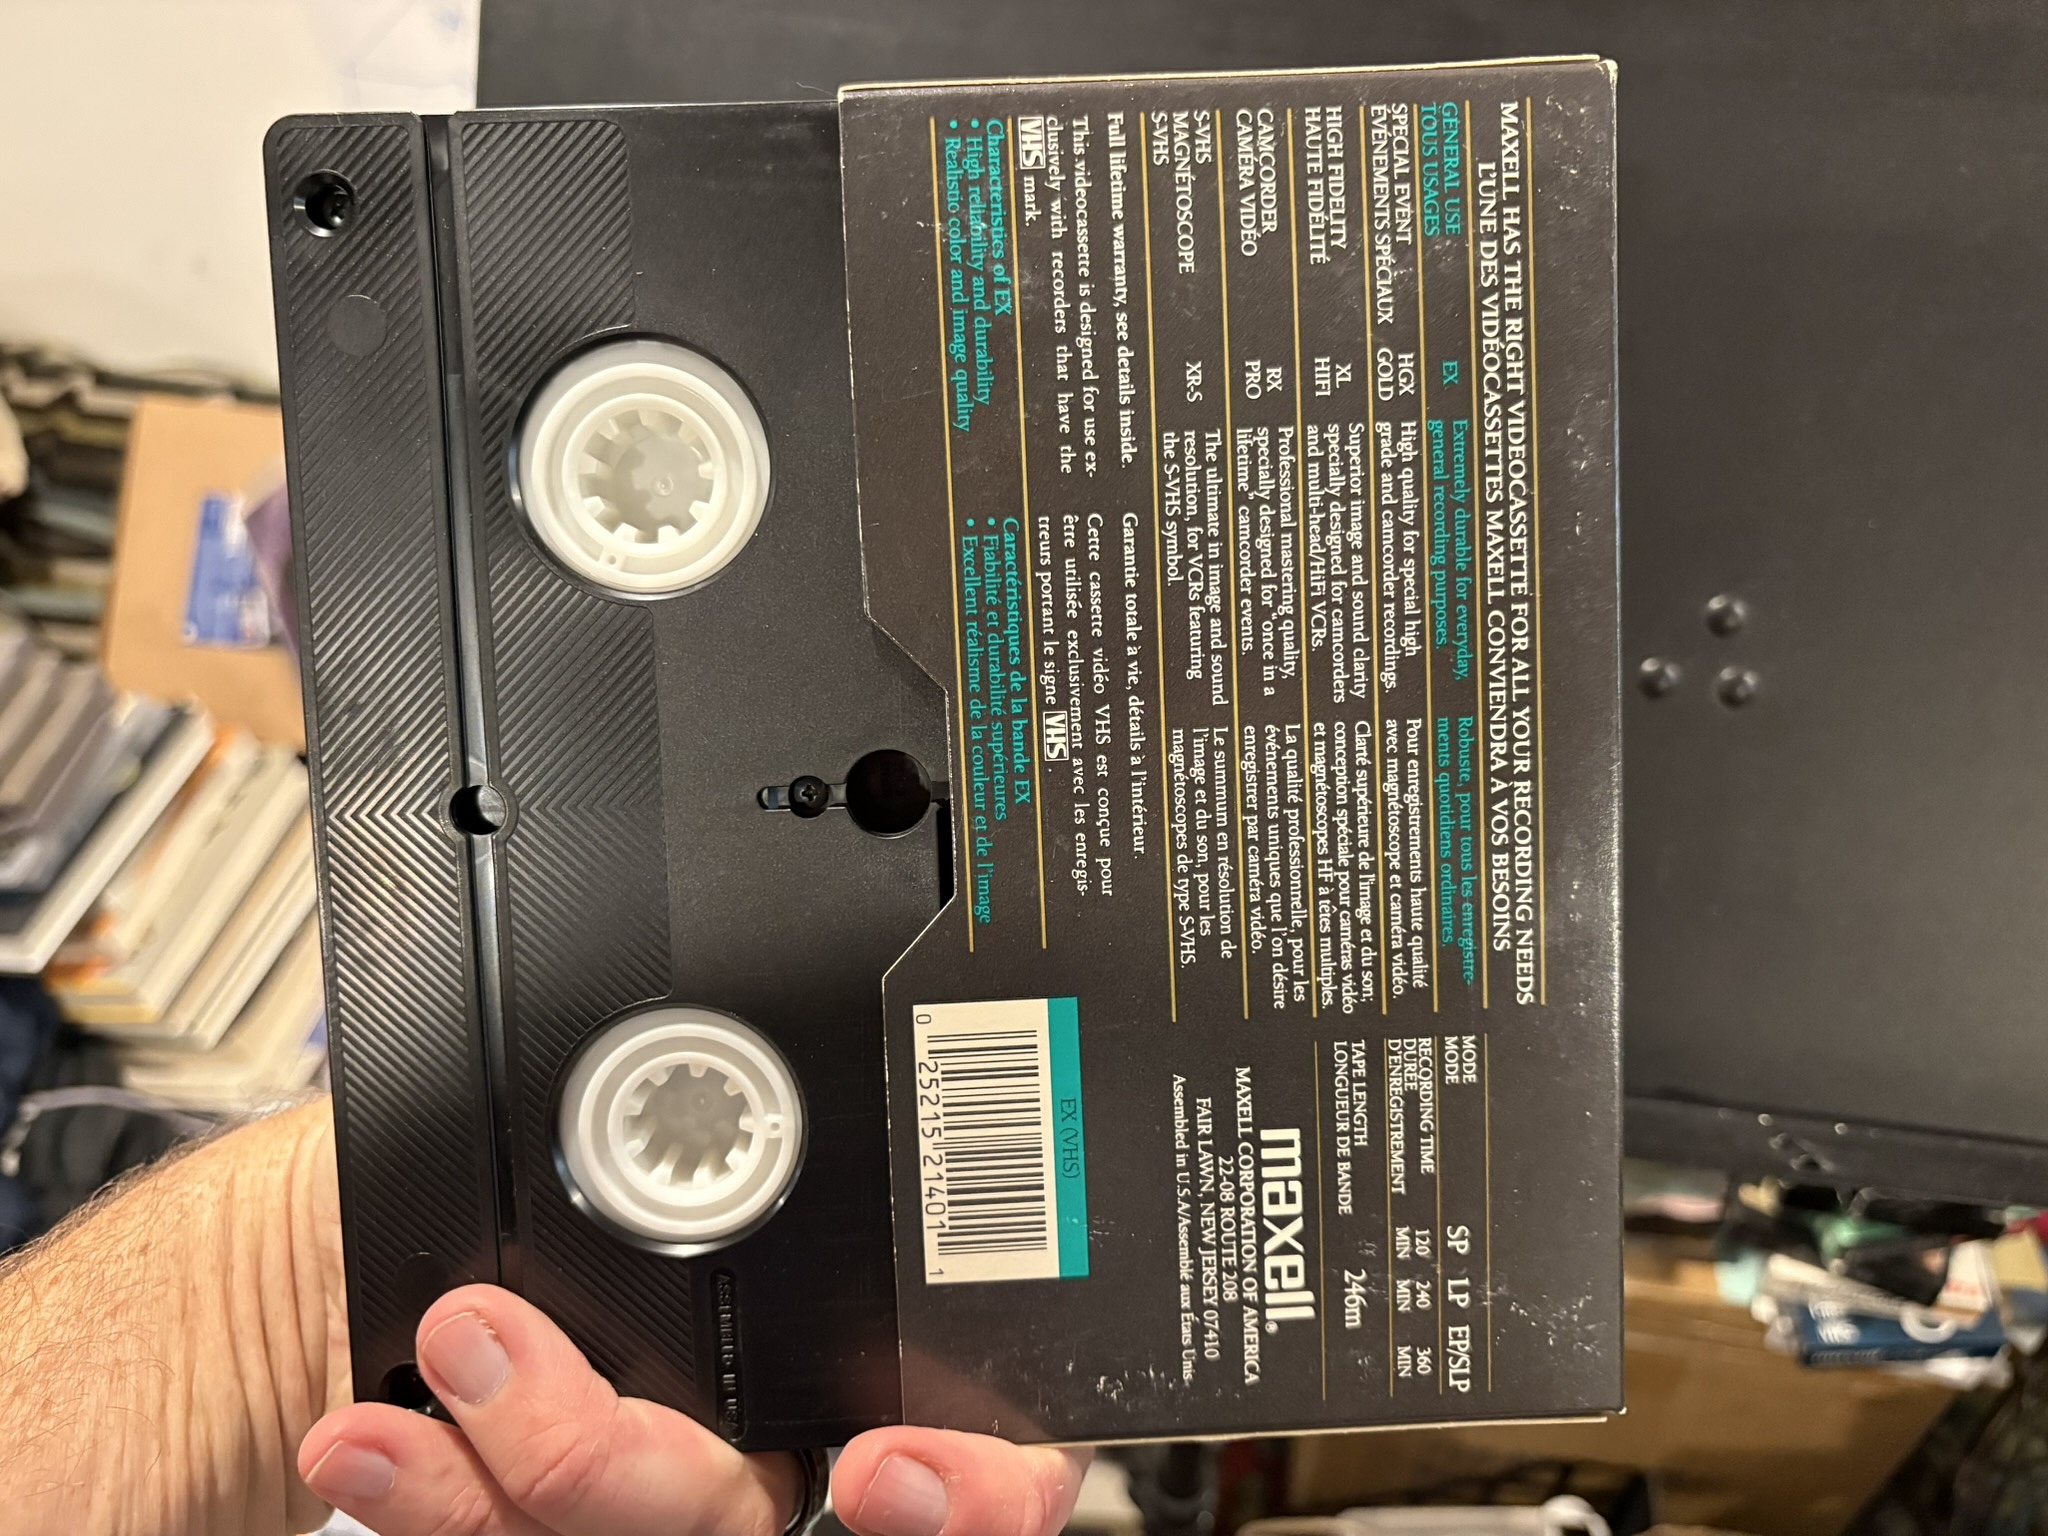 MAXELL HAS THE RIGHT VIDEOCASSETTE FOR ALL YOUR RECORDING NEEDS
L'UNE DES VIDÉOCASSETTES MAXELL CONVIENDRA À VOS BESOINS
GENERAL USE
TOUS USAGES
EX
Extremely durable for everyday,
general recording purposes.
Robuste, pour tous les enregistre-
ments quotidiens ordinaires.
SPECIAL EVENT
ÉVÉNEMENTS SPÉCIAUX
HGX
GOLD
High quality for special high
grade and camcorder recordings.
Pour enregistrements haute qualité
avec magnétoscope et caméra vidéo.
HIGH FIDELITY
HAUTE FIDÉLITÉ
XL
HIFI
Superior image and sound clarity
specially designed for camcorders
and multi-head/HiFi VCRs.
Clarté supérieure de l'image et du son;
conception spéciale pour caméras vidéo
et magnétoscopes HF à têtes multiples.
CAMCORDER
CAMÉRA VIDÉO
RX
PRO
Professional mastering quality,
specially designed for "once in a
lifetime" camcorder events.
La qualité professionnelle, pour les
événements uniques que l'on désire
enregistrer par caméra vidéo.
S-VHS
MAGNÉTOSCOPE
S-VHS
XR-S
The ultimate in image and sound
resolution, for VCRs featuring
the S-VHS symbol.
Le summum en résolution de
l'image et du son, pour les
magnétoscopes de type S-VHS.
Full lifetime warranty, see details inside.
This videocassette is designed for use ex-
clusively with recorders that have the
VHS mark.
Garantie totale à vie, détails à l'intérieur.
Cette cassette vidéo VHS est conçue pour
être utilisée exclusivement avec les enregis-
treurs portant le signe VHS.
Characteristics of EX
• High reliability and durability
• Realistic color and image quality
Caractéristiques de la bande EX
• Fiabilité et durabilité supérieures
• Excellent réalisme de la couleur et de l'image
MODE
MODE
SP LP EP/SLP
RECORDING TIME
DURÉE
D'ENREGISTREMENT
120 240 360
MIN MIN MIN
TAPE LENGTH
LONGUEUR DE BANDE
246m
maxell®
MAXELL CORPORATION OF AMERICA
22-08 ROUTE 208
FAIR LAWN, NEW JERSEY 07410
Assembled in U.S.A/Assemblé aux États Unis
EX (VHS)
0 25215 21401 1
ASSEMBLED IN USA